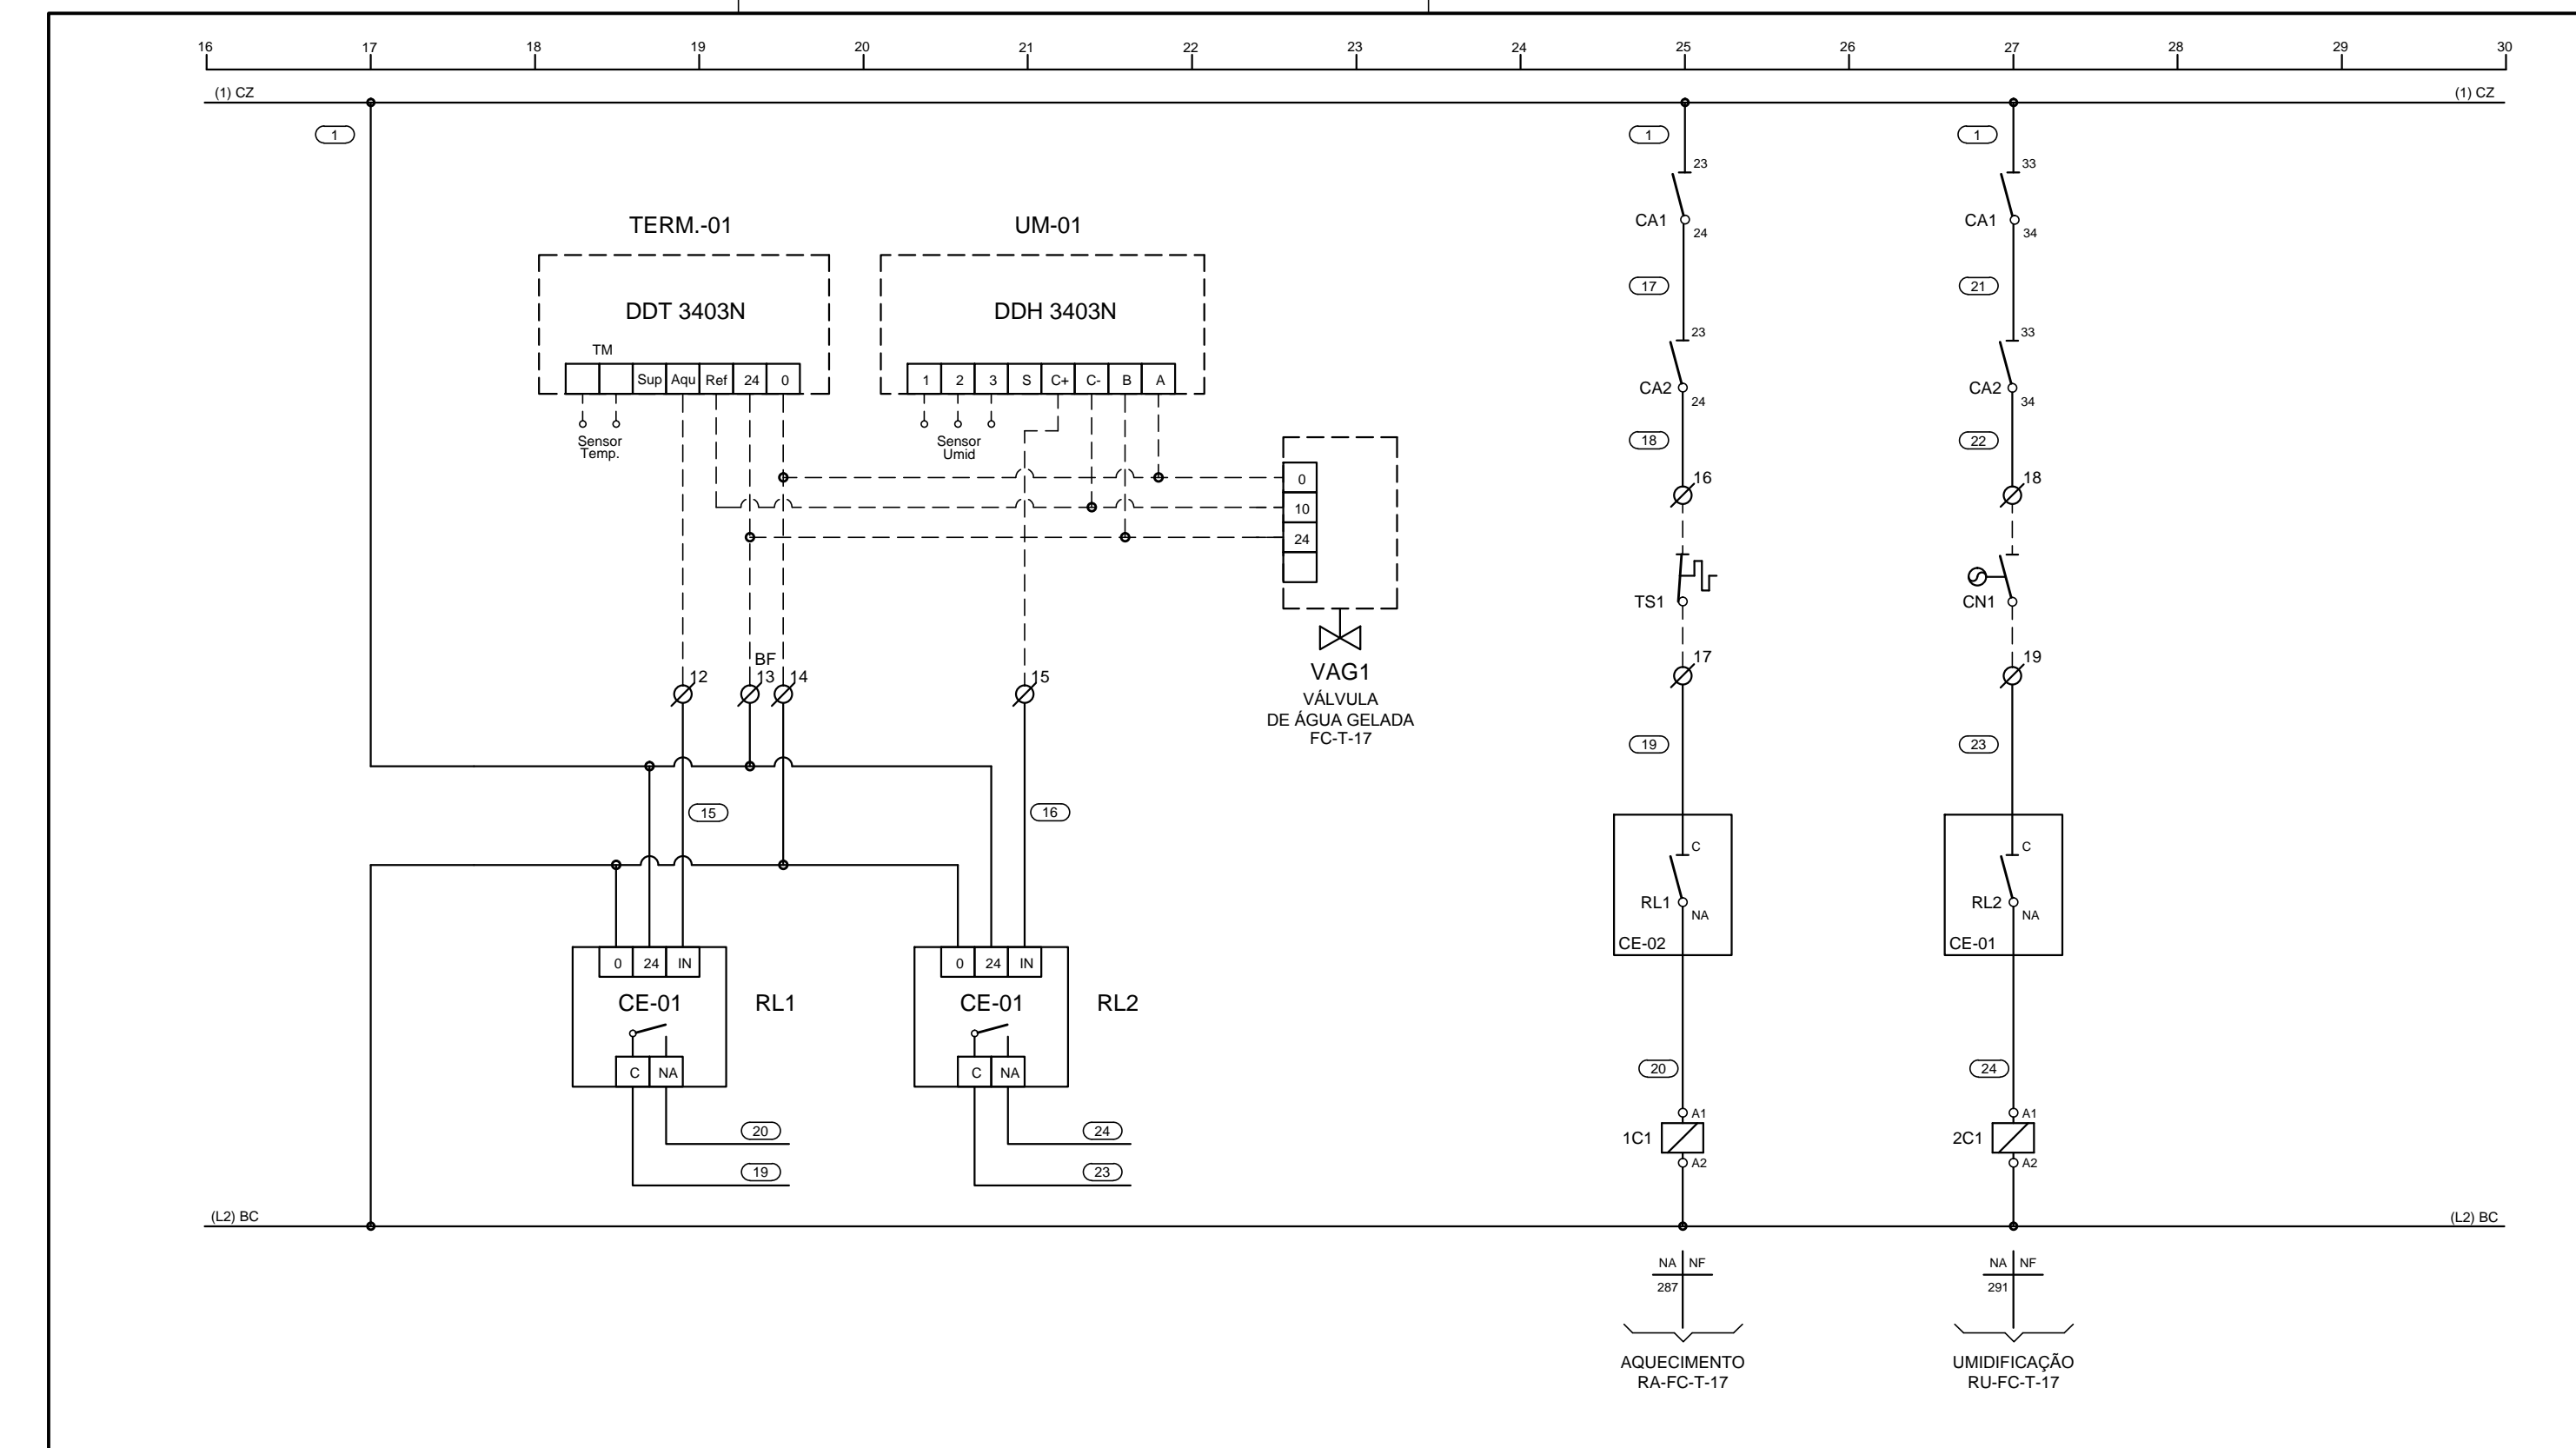 16 17 18 19 20 21 22 23 24 25 26 27 28 29 30
(1) CZ (1) CZ
1 1 1
23 33
CA1 CA1
24 34
TERM.-01 UM-01
17 21
DDT 3403N DDH 3403N
23 33
TM
Sup Aqu Ref 24 0 1 2 3 S C+ C- B A
CA2 CA2
24 34
Sensor
Temp.
Sensor
Umid
18 22
0
10
24
16 18
TS1 CN1
BF
12 13 14 15
17 19
VAG1
VÁLVULA
DE ÁGUA GELADA
FC-T-17
19 23
15 16
C C
RL1 RL2
NA NA
CE-02 CE-01
0 24 IN 0 24 IN
CE-01 RL1 CE-01 RL2
C NA C NA
20 24
A1 A1
20 24
1C1 2C1
A2 A2
19 23
(L2) BC (L2) BC
NA NF NA NF
287 291
AQUECIMENTO
RA-FC-T-17
UMIDIFICAÇÃO
RU-FC-T-17